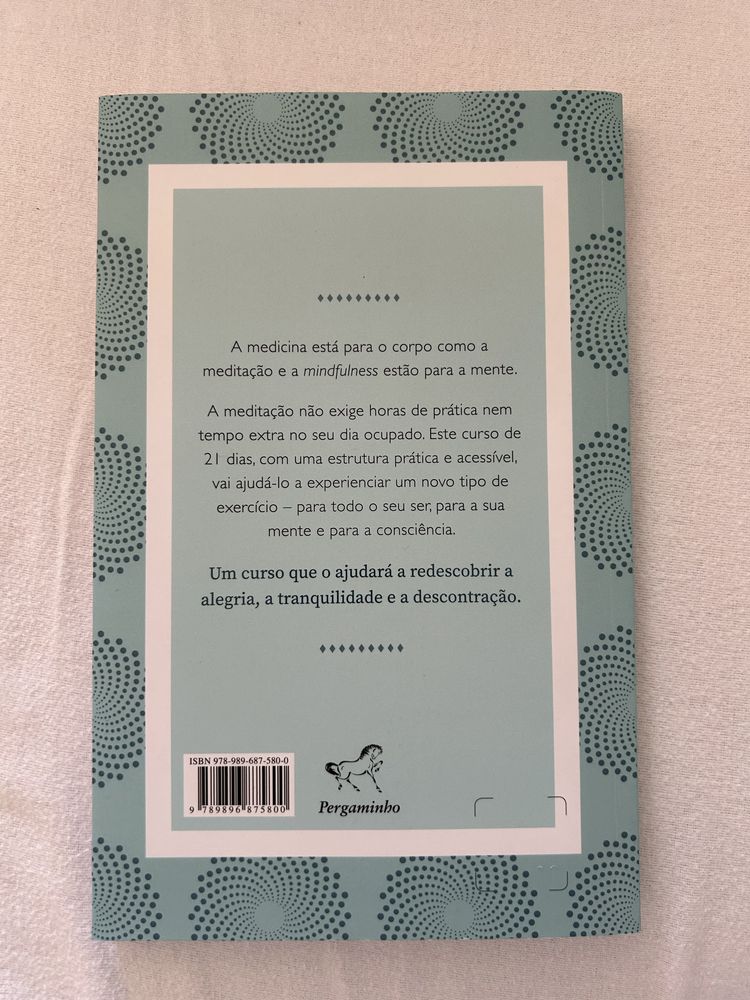 A medicina está para o corpo como a
meditação e a mindfulness estão para a mente.
A meditação não exige horas de prática nem
tempo extra no seu dia ocupado. Este curso de
21 dias, com uma estrutura prática e acessível,
vai ajudá-lo a experienciar um novo tipo de
exercício – para todo o seu ser, para a sua
mente e para a consciência.
Um curso que o ajudará a redescobrir a
alegria, a tranquilidade e a descontração.
ISBN 978-989-687-580-0
9 789896 875800
Pergaminho